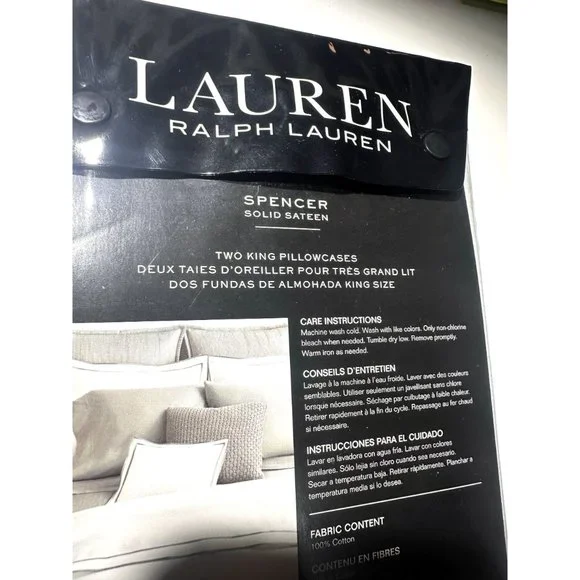 LAUREN
RALPH LAUREN
SPENCER
SOLID SATEEN
TWO KING PILLOWCASES
DEUX TAIES D'OREILLER POUR TRÈS GRAND LIT
DOS FUNDAS DE ALMOHADA KING SIZE
CARE INSTRUCTIONS
Machine wash cold. Wash with like colors. Only non-chlorine
bleach when needed. Tumble dry low. Remove promptly.
Warm iron as needed.
CONSEILS D'ENTRETIEN
Lavage à la machine à l'eau froide. Laver avec des couleurs
semblables. Utiliser seulement un javellisant sans chlore
lorsque nécessaire. Séchage par culbutage à faible chaleur.
Retirer rapidement à la fin du cycle. Repassage au fer chaud
si nécessaire.
INSTRUCCIONES PARA EL CUIDADO
Lavar en lavadora con agua fría. Lavar con colores
similares. Sólo lejía sin cloro cuando sea necesario.
Secar a temperatura baja. Retirar rápidamente. Planchar a
temperatura media si lo desea.
FABRIC CONTENT
100% Cotton
CONTENU EN FIBRES